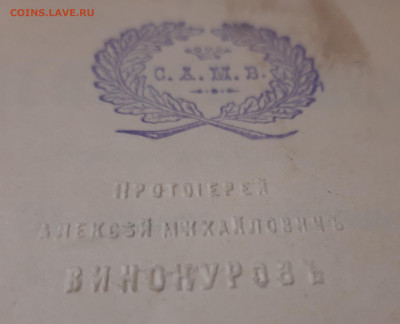 COINS.LAVE.RU
С.А.М.В.
ПРОТОІЕРЕЙ
АЛЕКСѢЙ МИХАЙЛОВИЧЪ
ВИНОКУРОВЪ